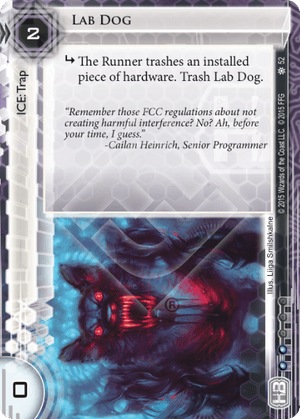 LAB DOG
2
ICE: Trap
↳ The Runner trashes an installed
piece of hardware. Trash Lab Dog.
"Remember those FCC regulations about not
creating harmful interference? No? Ah, before
your time, I guess."
-Cailan Heinrich, Senior Programmer
52
© 2015 Wizards of the Coast LLC. © 2015 FFG
Illus. Liiga Smilshkalne
®
0
HB